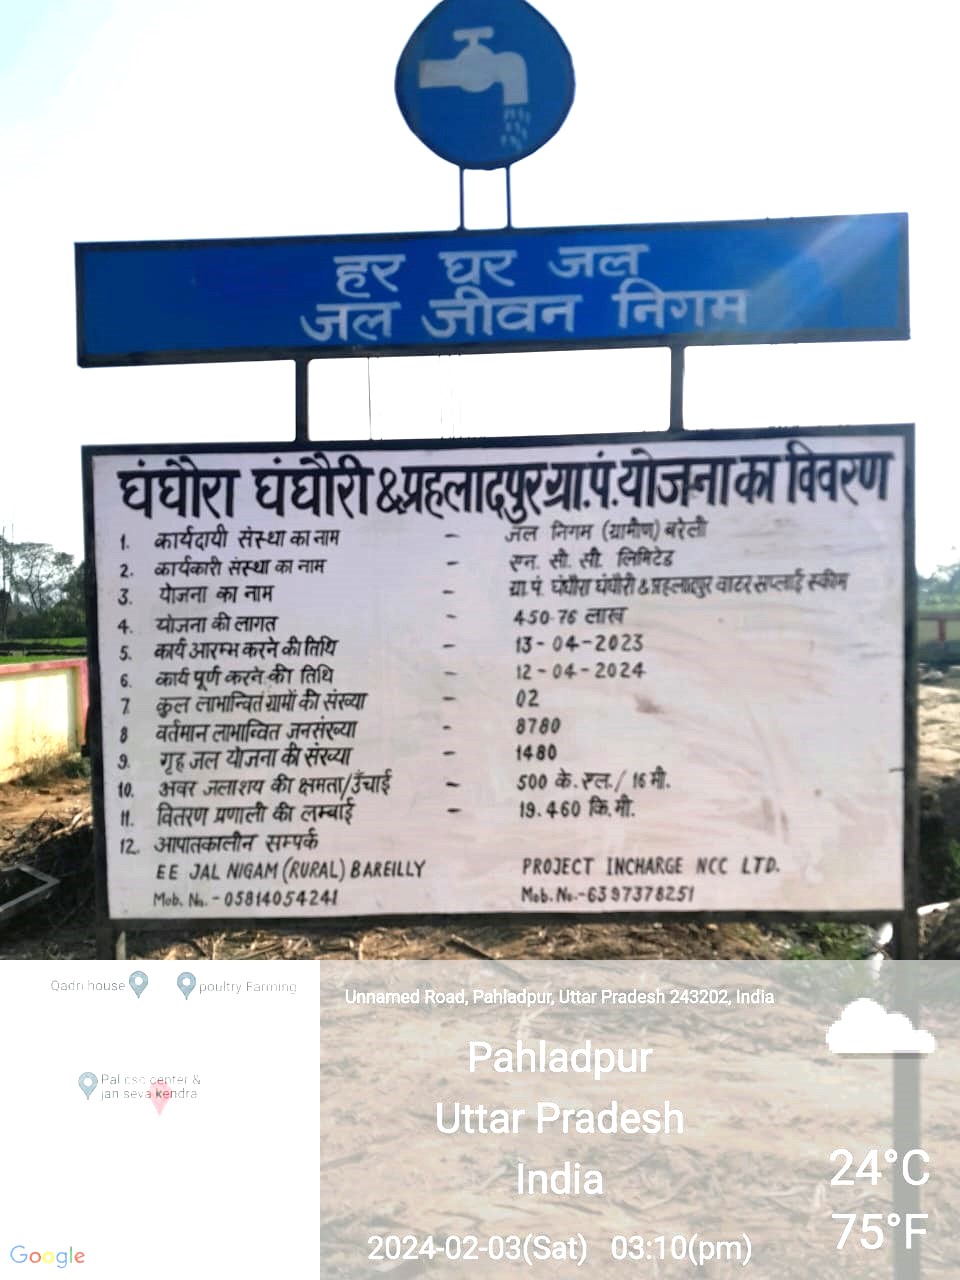 हर घर जल
जल जीवन निगम
घंघौरा घंघौरी & प्रहलादपुर ग्रा.पं. योजना का विवरण
1. कार्यदायी संस्था का नाम - जल निगम (ग्रामीण) बरेली
2. कार्यकारी संस्था का नाम - एन. सी. सी. लिमिटेड
3. योजना का नाम - ग्रा.पं. घंघौरा घंघौरी & प्रहलादपुर वाटर सप्लाई स्कीम
4. योजना की लागत - 450.76 लाख
5. कार्य आरम्भ करने की तिथि - 13-04-2023
6. कार्य पूर्ण करने की तिथि - 12-04-2024
7. कुल लाभान्वित ग्रामों की संख्या - 02
8 वर्तमान लाभान्वित जनसंख्या - 8780
9. गृह जल योजना की संख्या - 1480
10. अवर जलाशय की क्षमता/उँचाई - 500 के. एल. / 16 मी.
11. वितरण प्रणाली की लम्बाई - 19.460 कि.मी.
12. आपातकालीन सम्पर्क
EE JAL NIGAM (RURAL) BAREILLY PROJECT INCHARGE NCC LTD.
Mob. No. - 05814054241 Mob. No.-6397378251
Qadri house poultry Farming
Pal csc center &
jan seva kendra
Google
Unnamed Road, Pahladpur, Uttar Pradesh 243202, India
Pahladpur
Uttar Pradesh
India
2024-02-03(Sat) 03:10(pm)
24°C
75°F